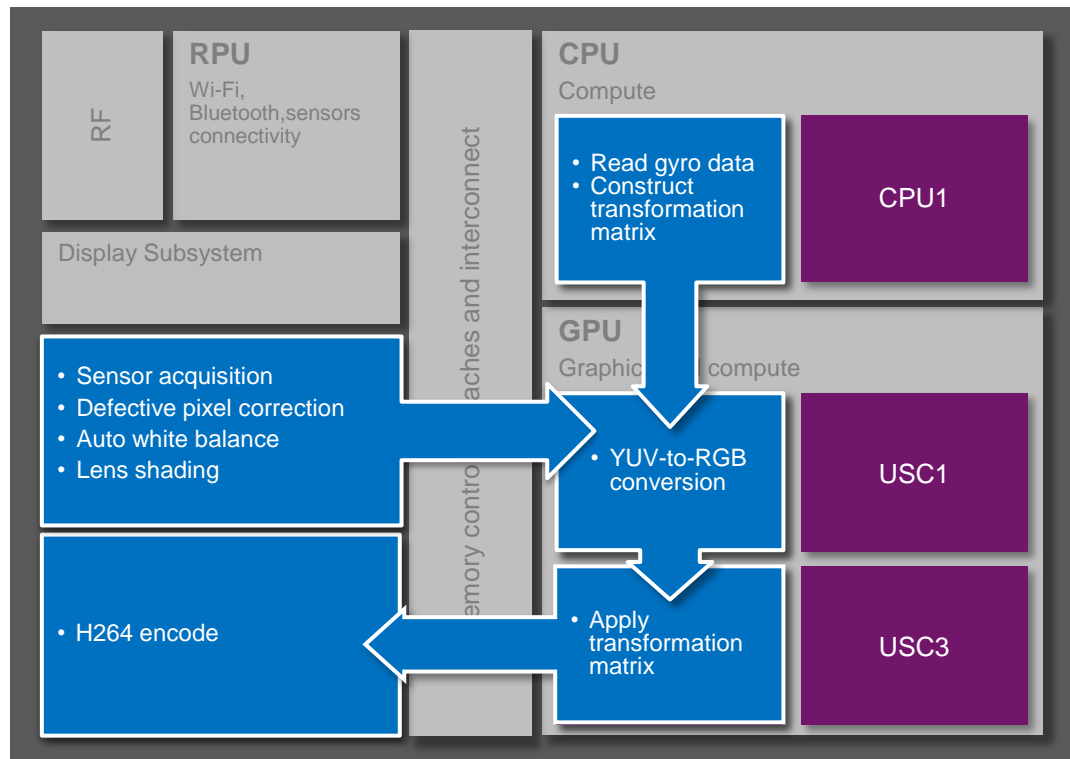 RF
RPU
Wi-Fi,
Bluetooth,sensors
connectivity
Display Subsystem
aches and interconnect
emory contro
CPU
Compute
• Read gyro data
• Construct
transformation
matrix
CPU1
GPU
Graphic
compute
• Sensor acquisition
• Defective pixel correction
• Auto white balance
• Lens shading
• YUV-to-RGB
conversion
USC1
• H264 encode
• Apply
transformation
matrix
USC3